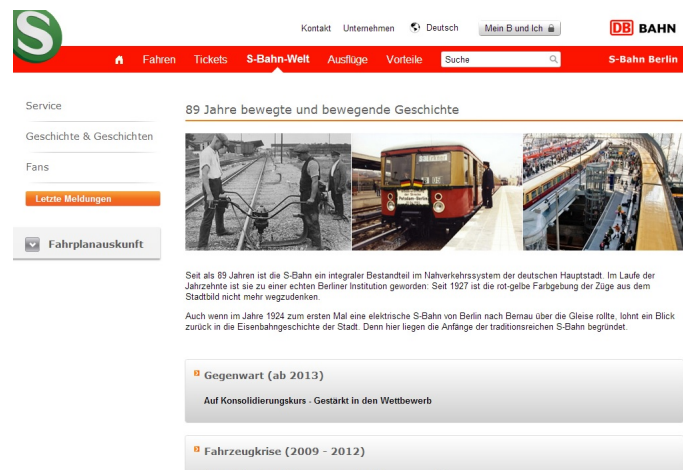 S
Kontakt Unternehmen Deutsch Mein B und Ich DB BAHN
Fahren Tickets S-Bahn-Welt Ausflüge Vorteile Suche S-Bahn Berlin
Service
Geschichte & Geschichten
Fans
Letzte Meldungen
Fahrplanauskunft
89 Jahre bewegte und bewegende Geschichte
Potsdam-Berlin
Seit als 89 Jahren ist die S-Bahn ein integraler Bestandteil im Nahverkehrssystem der deutschen Hauptstadt. Im Laufe der
Jahrzehnte ist sie zu einer echten Berliner Institution geworden: Seit 1927 ist die rot-gelbe Farbgebung der Züge aus dem
Stadtbild nicht mehr wegzudenken.
Auch wenn im Jahre 1924 zum ersten Mal eine elektrische S-Bahn von Berlin nach Bernau über die Gleise rollte, lohnt ein Blick
zurück in die Eisenbahngeschichte der Stadt. Denn hier liegen die Anfänge der traditionsreichen S-Bahn begründet.
Gegenwart (ab 2013)
Auf Konsolidierungskurs - Gestärkt in den Wettbewerb
Fahrzeugkrise (2009 - 2012)